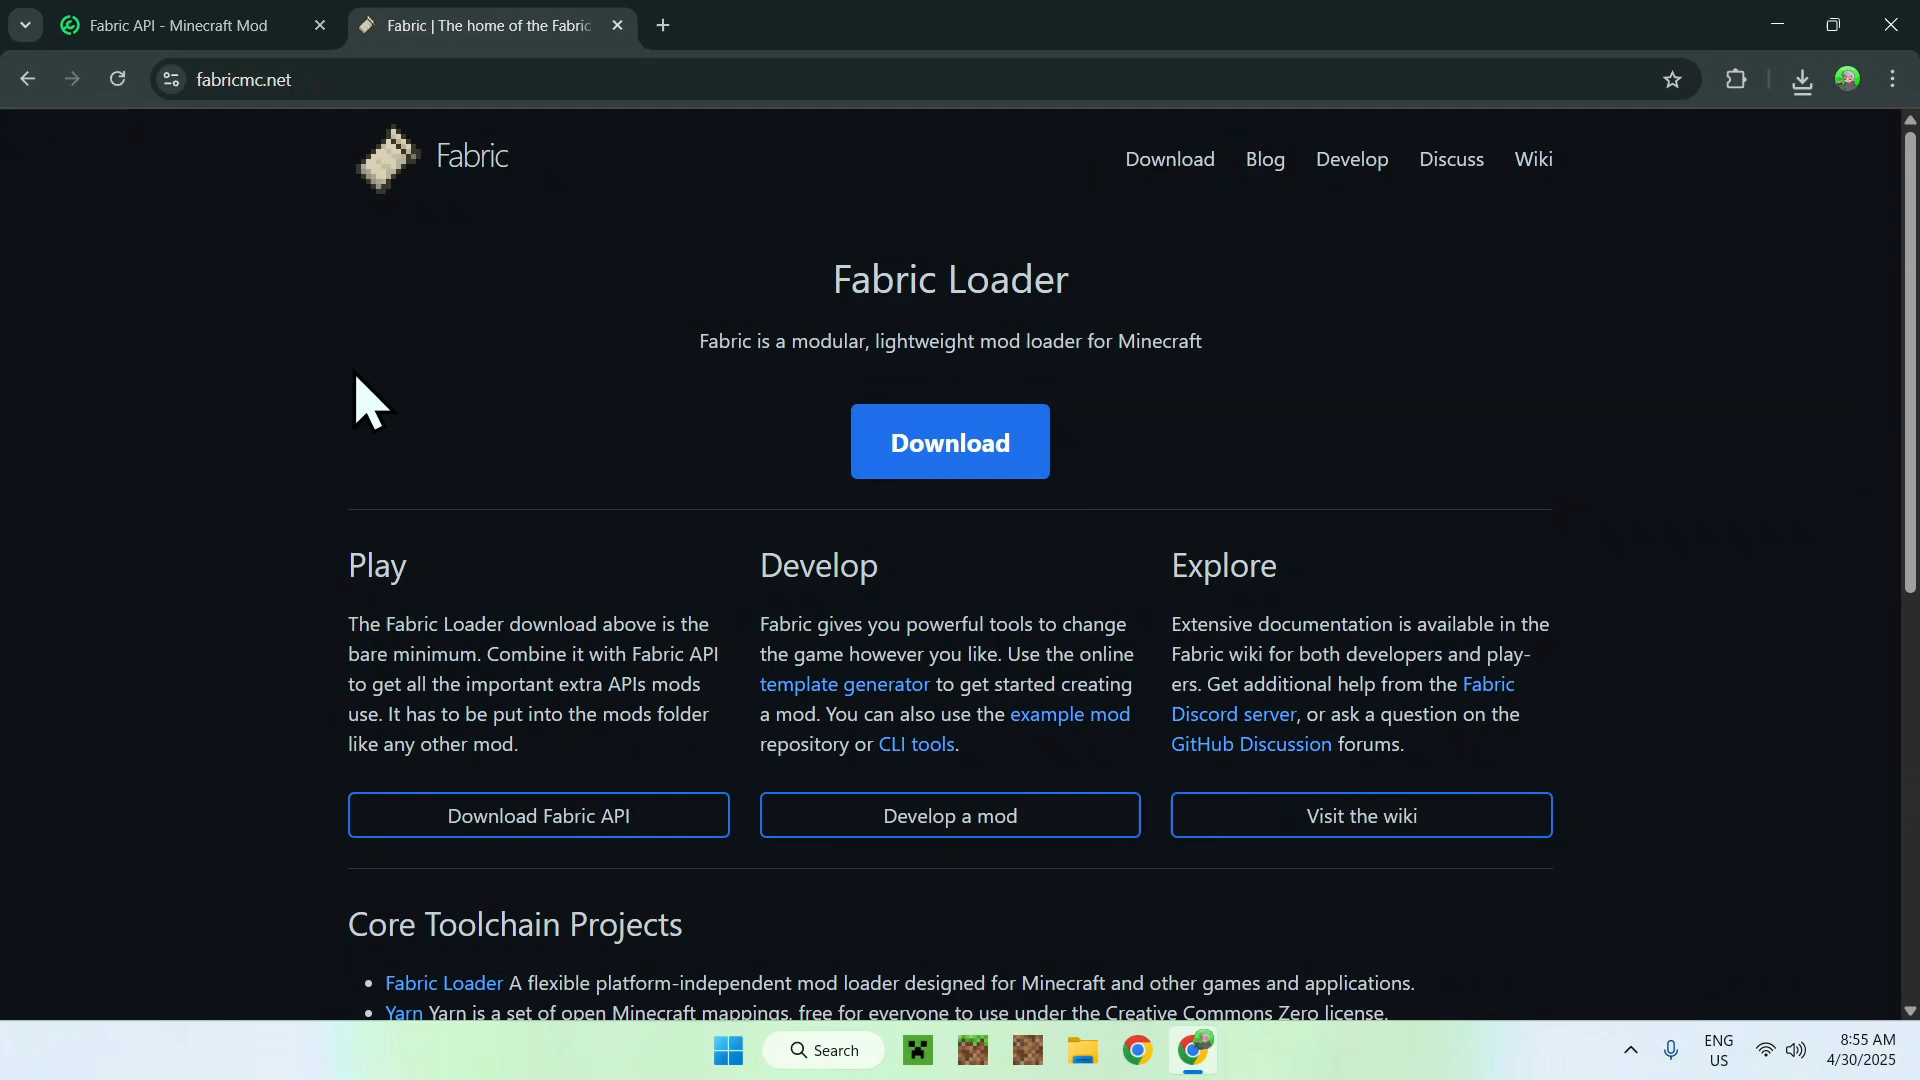 Fabric API - Minecraft Mod
Fabric | The home of the Fabric
fabricmc.net
Fabric
Download Blog Develop Discuss Wiki
Fabric Loader
Fabric is a modular, lightweight mod loader for Minecraft
Download
Play
The Fabric Loader download above is the
bare minimum. Combine it with Fabric API
to get all the important extra APIs mods
use. It has to be put into the mods folder
like any other mod.
Download Fabric API
Develop
Fabric gives you powerful tools to change
the game however you like. Use the online
template generator to get started creating
a mod. You can also use the example mod
repository or CLI tools.
Develop a mod
Explore
Extensive documentation is available in the
Fabric wiki for both developers and play-
ers. Get additional help from the Fabric
Discord server, or ask a question on the
GitHub Discussion forums.
Visit the wiki
Core Toolchain Projects
• Fabric Loader A flexible platform-independent mod loader designed for Minecraft and other games and applications.
• Yarn Yarn is a set of open Minecraft mappings, free for everyone to use under the Creative Commons Zero license.
Search
ENG
US
8:55 AM
4/30/2025